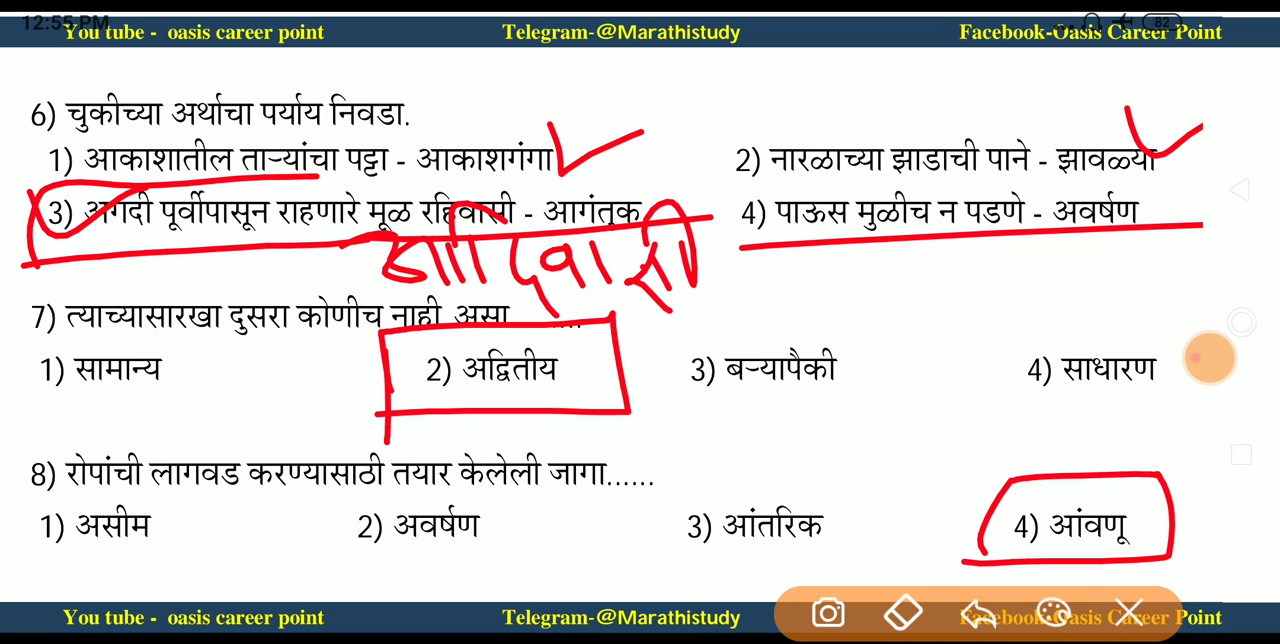 12:55 PM
82
You tube - oasis career point Telegram-@Marathistudy Facebook-Oasis Career Point
6) चुकीच्या अर्थाचा पर्याय निवडा.
1) आकाशातील ताऱ्यांचा पट्टा - आकाशगंगा 2) नारळाच्या झाडाची पाने - झावळ्या
3) अगदी पूर्वीपासून राहणारे मूळ रहिवासी - आगंतूक 4) पाऊस मुळीच न पडणे - अवर्षण
आदिवासी
7) त्याच्यासारखा दुसरा कोणीच नाही असा........
1) सामान्य 2) अद्वितीय 3) बऱ्यापैकी 4) साधारण
8) रोपांची लागवड करण्यासाठी तयार केलेली जागा......
1) असीम 2) अवर्षण 3) आंतरिक 4) आंवणू
You tube - oasis career point Telegram-@Marathistudy Facebook-Oasis Career Point